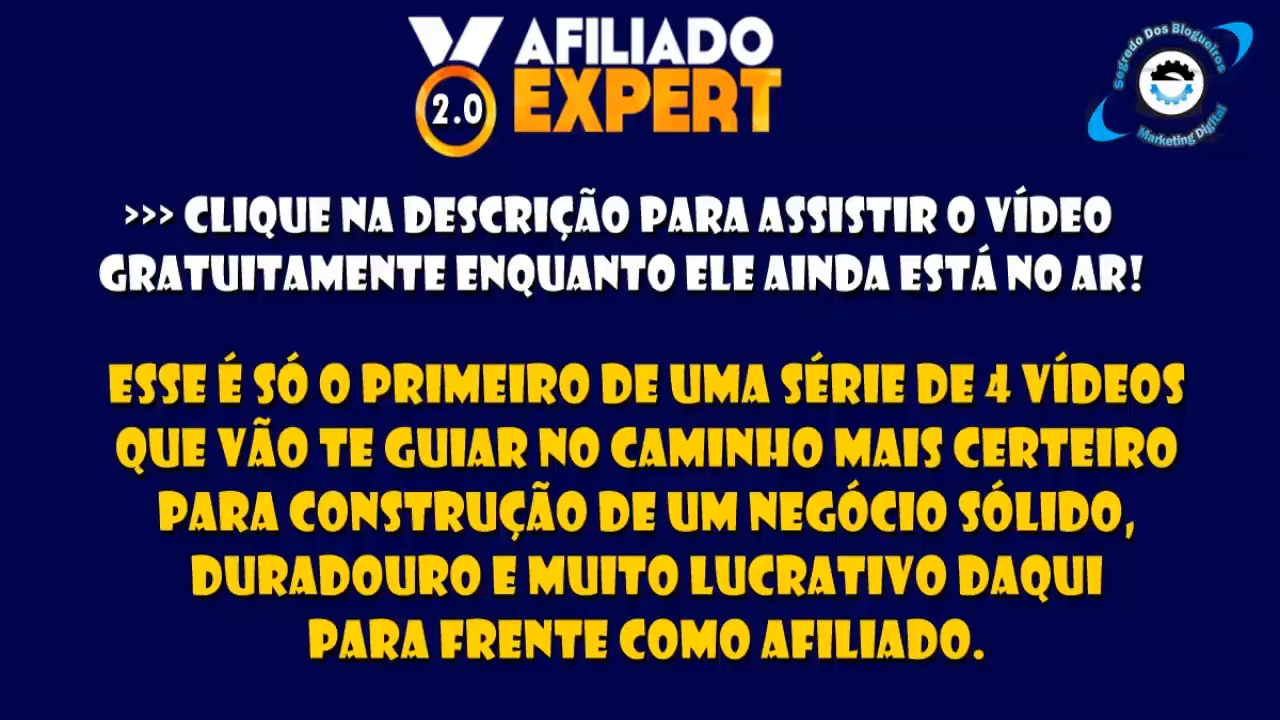 AFILIADO
EXPERT
2.0
Segredo Dos Blogueiros
Marketing Digital
>>> CLIQUE NA DESCRIÇÃO PARA ASSISTIR O VÍDEO
GRATUITAMENTE ENQUANTO ELE AINDA ESTÁ NO AR!
ESSE É SÓ O PRIMEIRO DE UMA SÉRIE DE 4 VÍDEOS
QUE VÃO TE GUIAR NO CAMINHO MAIS CERTEIRO
PARA CONSTRUÇÃO DE UM NEGÓCIO SÓLIDO,
DURADOURO E MUITO LUCRATIVO DAQUI
PARA FRENTE COMO AFILIADO.